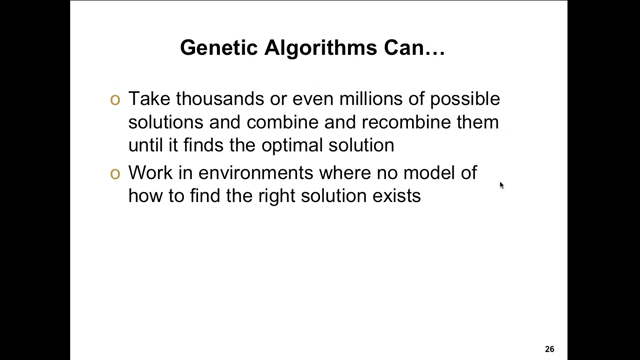 Genetic Algorithms Can…
o Take thousands or even millions of possible
solutions and combine and recombine them
until it finds the optimal solution
o Work in environments where no model of
how to find the right solution exists
26